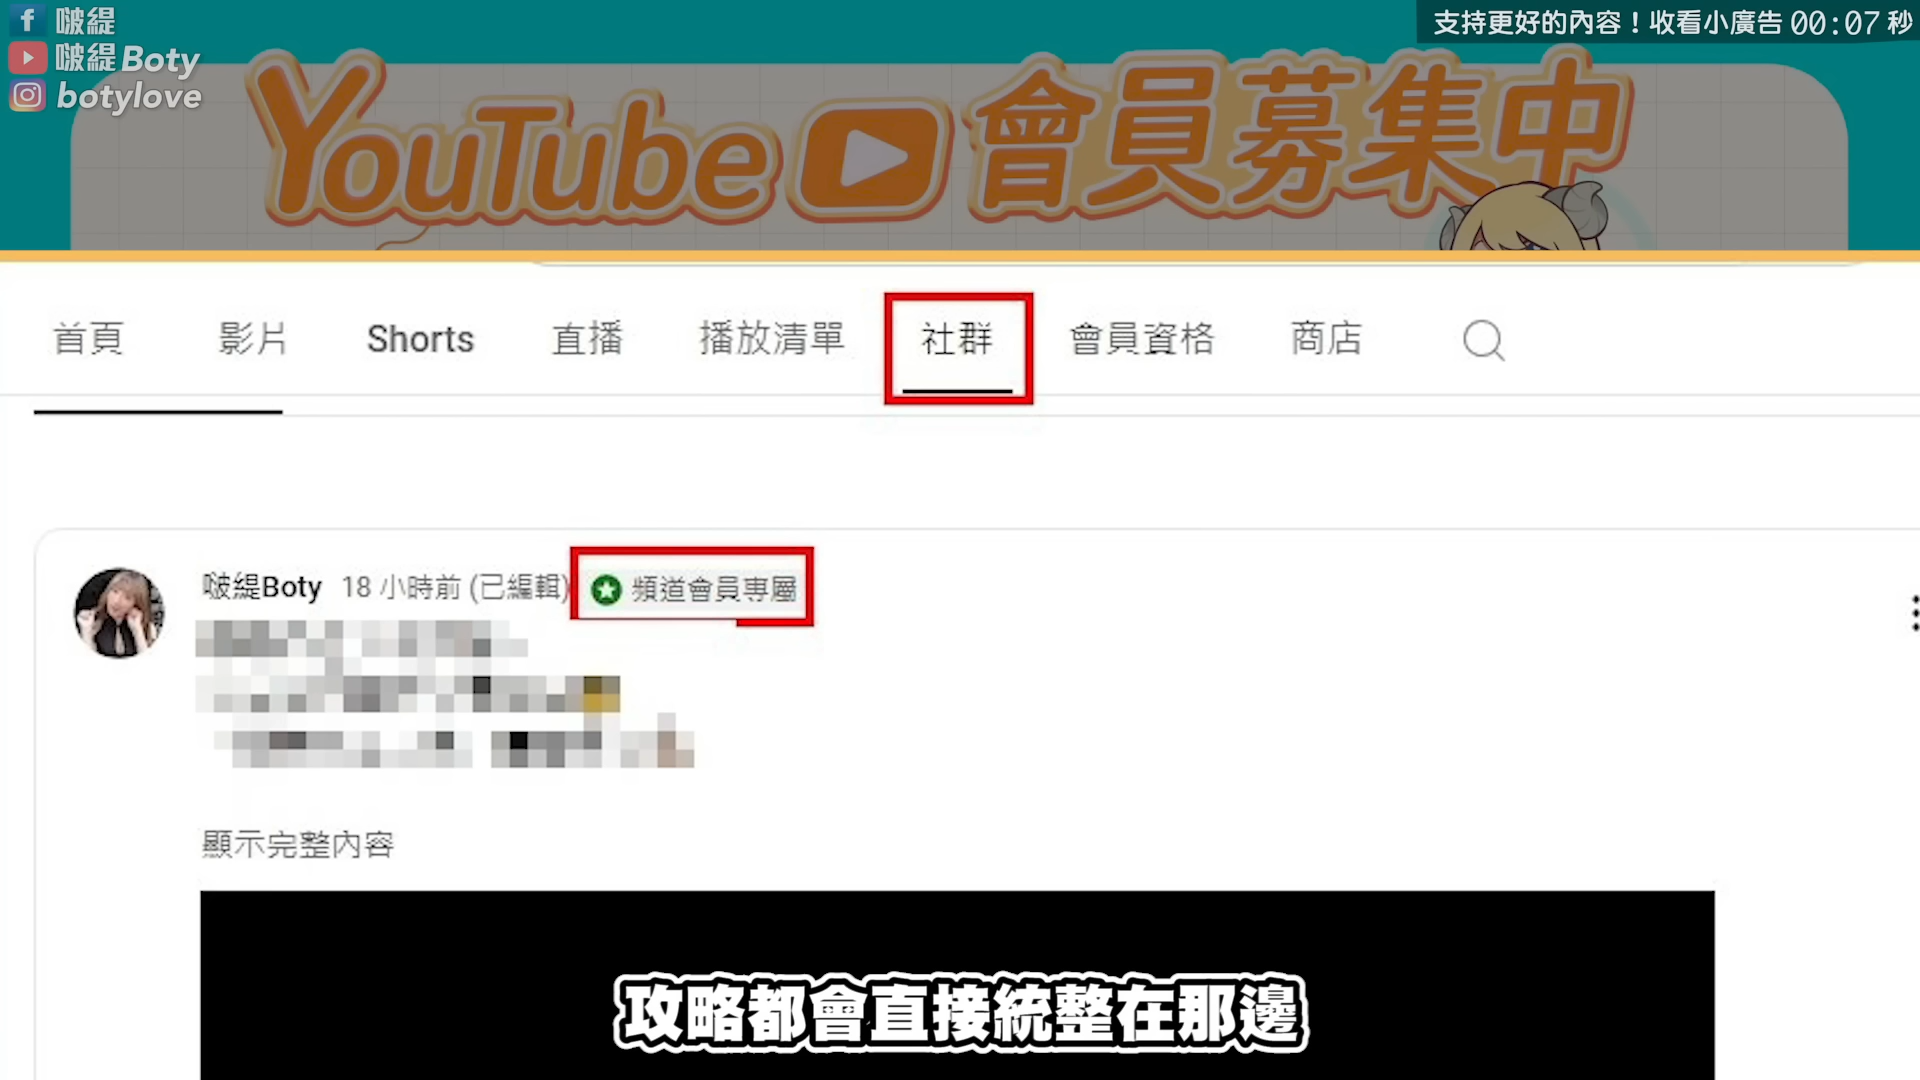 啵緹
啵緹Boty
botylove
支持更好的內容！收看小廣告 00:07 秒
YouTube 會員募集中
首頁 影片 Shorts 直播 播放清單 社群 會員資格 商店
啵緹Boty 18 小時前 (已編輯) 頻道會員專屬
顯示完整內容
攻略都會直接統整在那邊